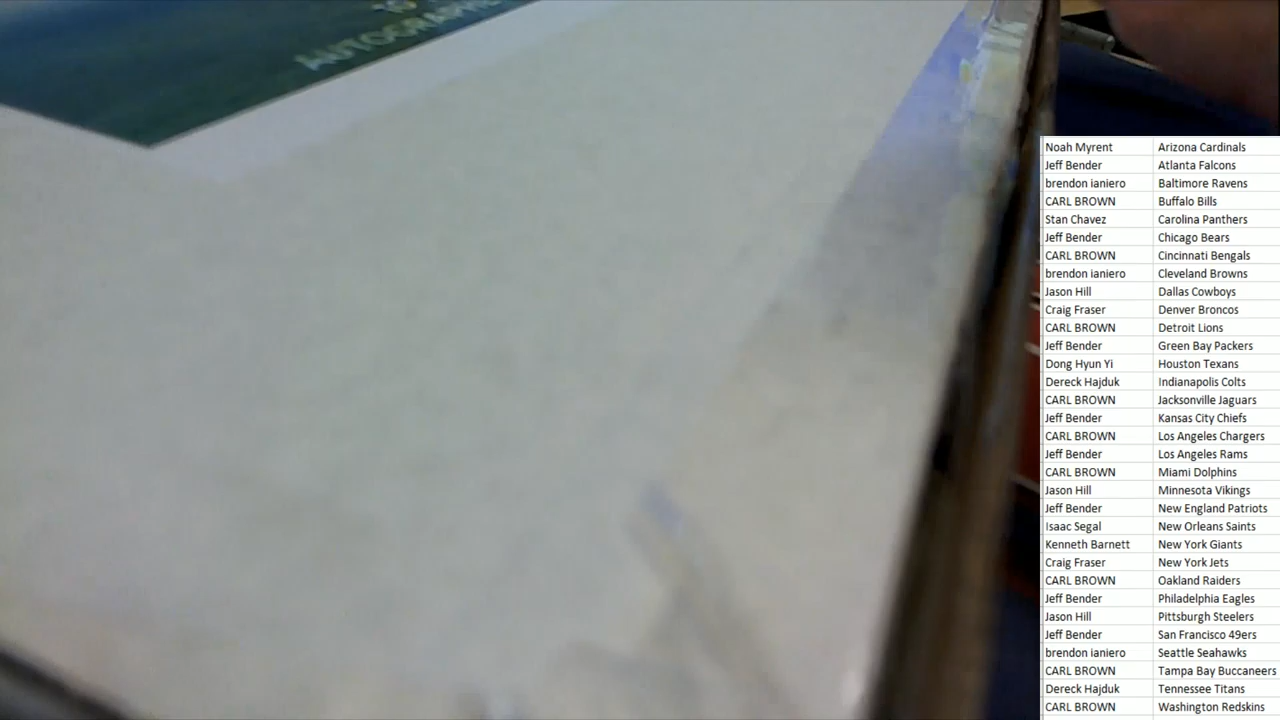 AUTOGRAPHED
Noah Myrent Arizona Cardinals
Jeff Bender Atlanta Falcons
brendon ianiero Baltimore Ravens
CARL BROWN Buffalo Bills
Stan Chavez Carolina Panthers
Jeff Bender Chicago Bears
CARL BROWN Cincinnati Bengals
brendon ianiero Cleveland Browns
Jason Hill Dallas Cowboys
Craig Fraser Denver Broncos
CARL BROWN Detroit Lions
Jeff Bender Green Bay Packers
Dong Hyun Yi Houston Texans
Dereck Hajduk Indianapolis Colts
CARL BROWN Jacksonville Jaguars
Jeff Bender Kansas City Chiefs
CARL BROWN Los Angeles Chargers
Jeff Bender Los Angeles Rams
CARL BROWN Miami Dolphins
Jason Hill Minnesota Vikings
Jeff Bender New England Patriots
Isaac Segal New Orleans Saints
Kenneth Barnett New York Giants
Craig Fraser New York Jets
CARL BROWN Oakland Raiders
Jeff Bender Philadelphia Eagles
Jason Hill Pittsburgh Steelers
Jeff Bender San Francisco 49ers
brendon ianiero Seattle Seahawks
CARL BROWN Tampa Bay Buccaneers
Dereck Hajduk Tennessee Titans
CARL BROWN Washington Redskins